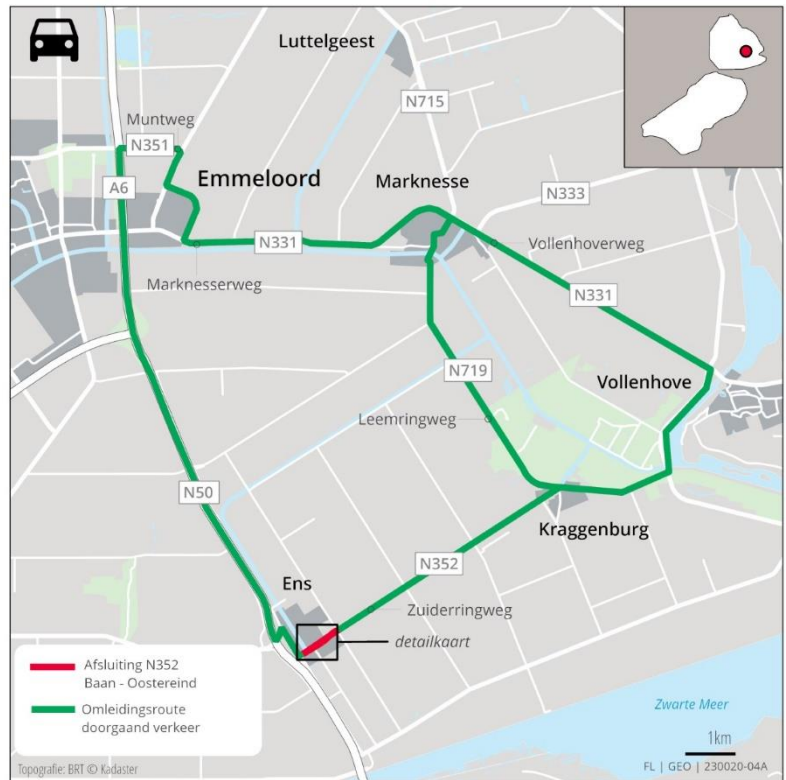 Luttelgeest
N715
Muntweg
N351
A6
Emmeloord
Marknesse
N333
N331
Vollenhoverweg
Marknesserweg
N331
N719
Vollenhove
Leemringweg
N50
Kraggenburg
N352
Ens
Zuiderringweg
detailkaart
Afsluiting N352
Baan - Oostereind
Omleidingsroute
doorgaand verkeer
Zwarte Meer
1km
Topografie: BRT © Kadaster
FL | GEO | 230020-04A